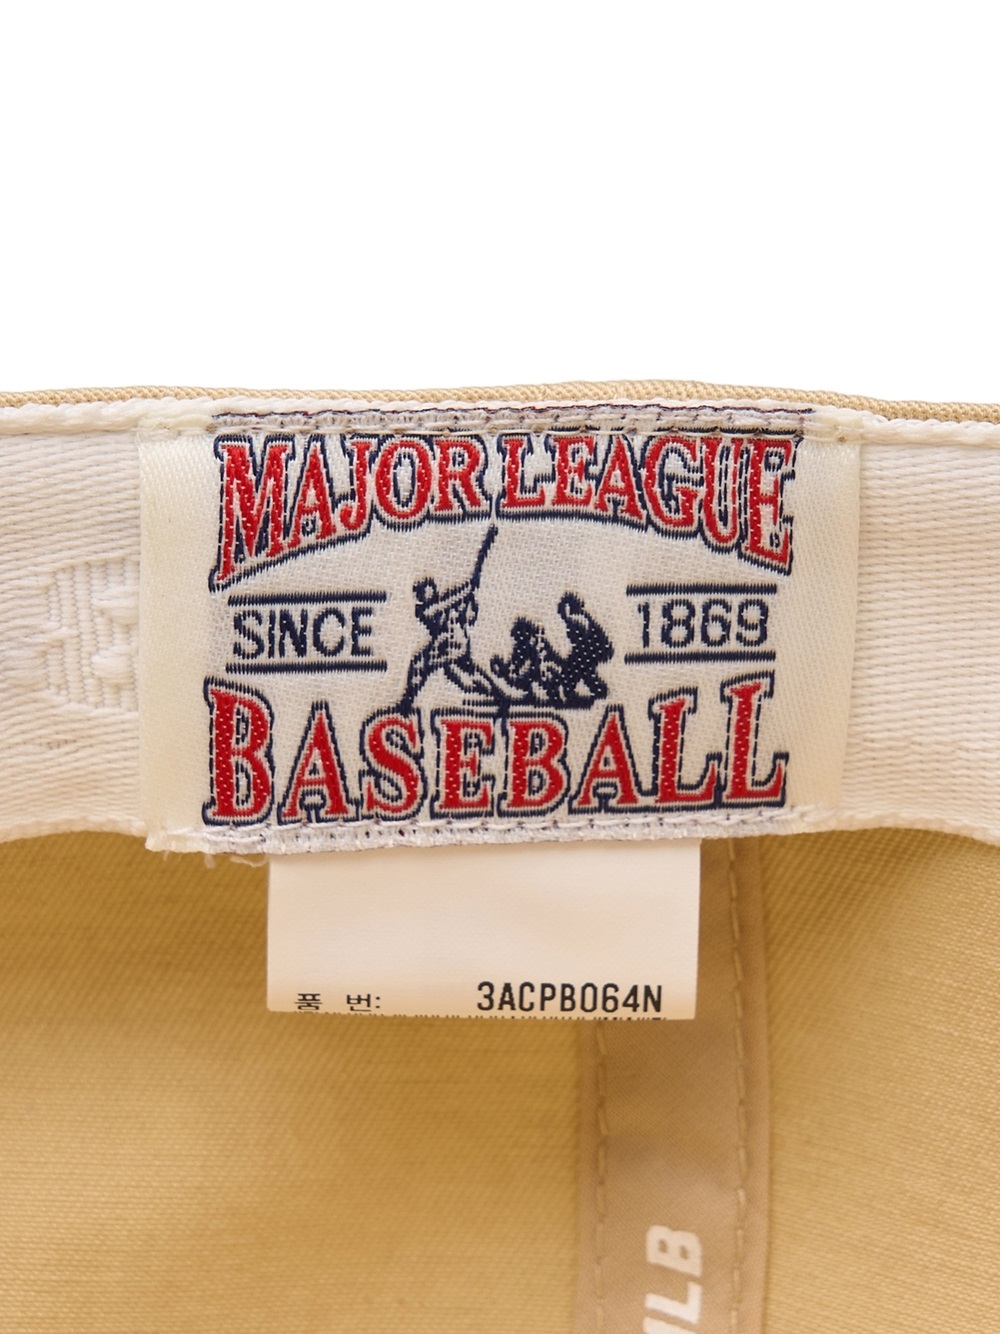 MAJOR LEAGUE
SINCE 1869
BASEBALL
품 번: 3ACPB064N
MLB